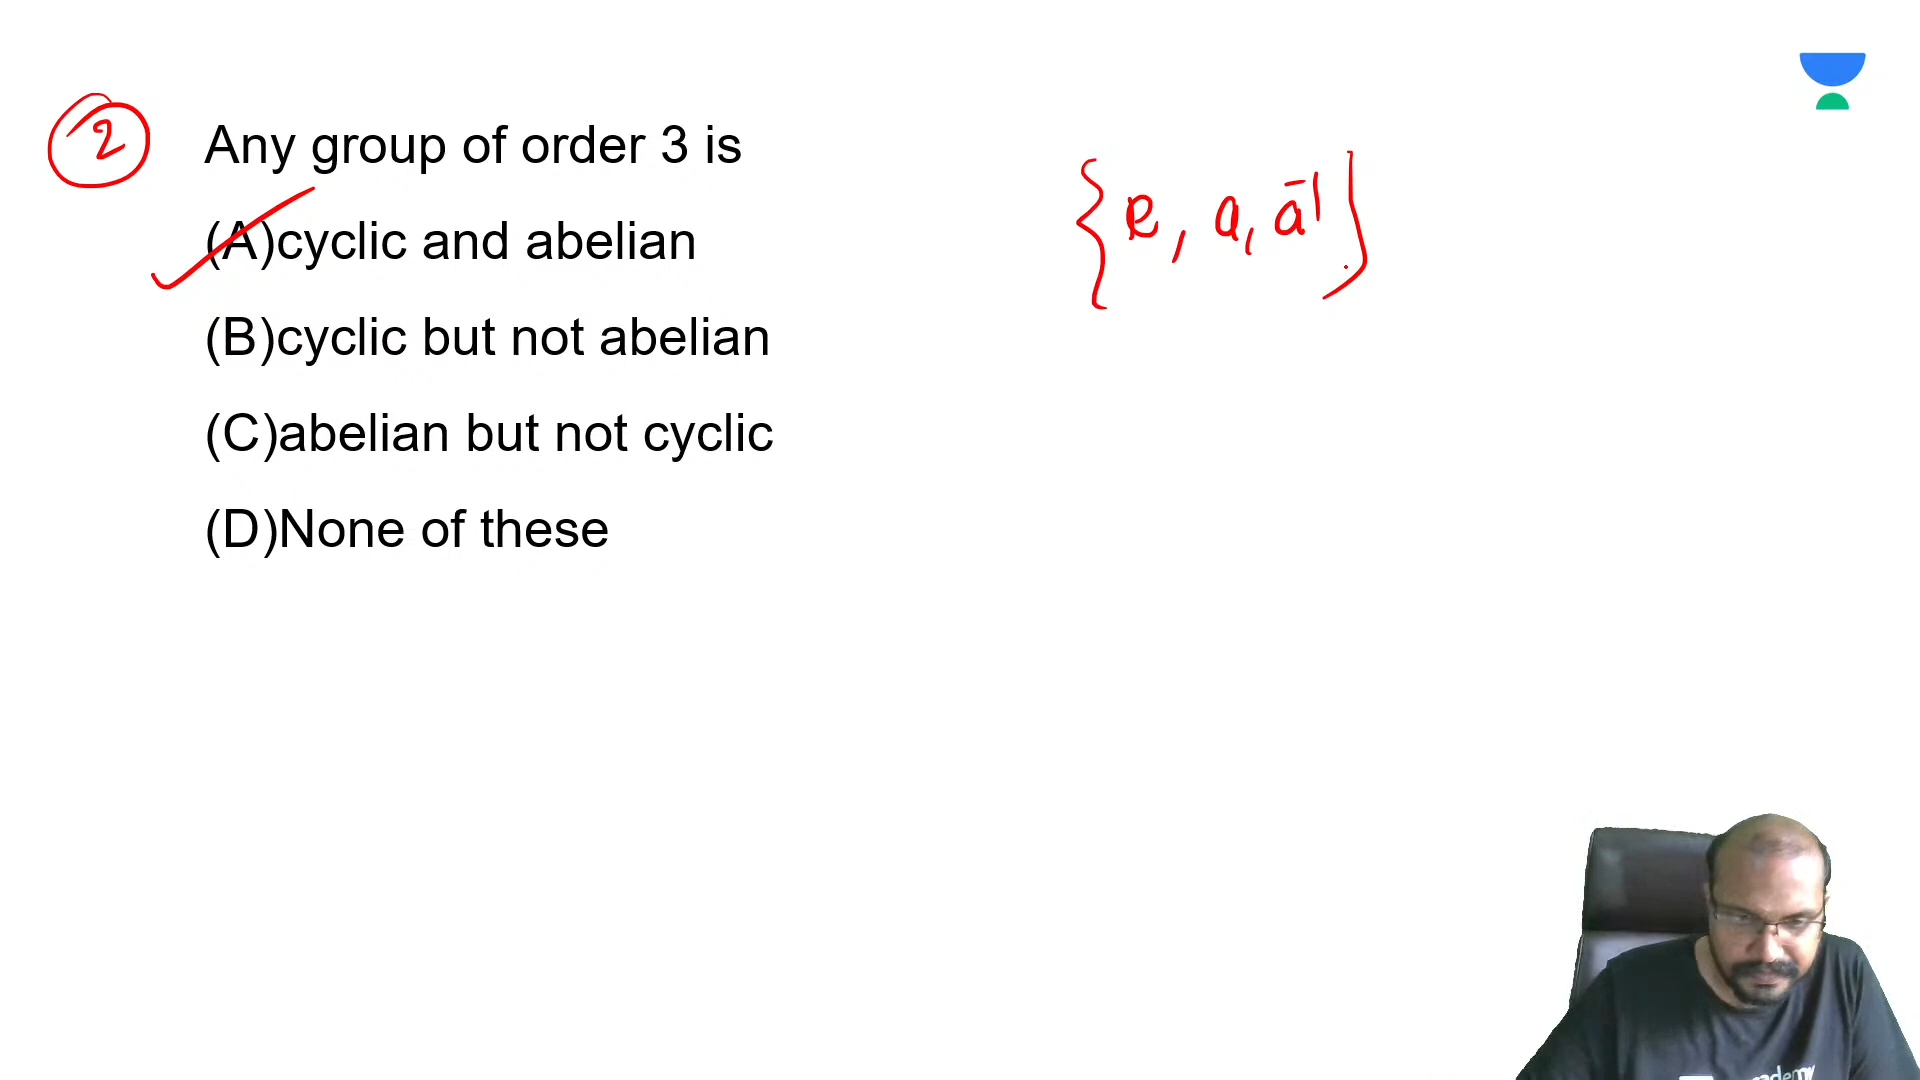 2
Any group of order 3 is
(A)cyclic and abelian
(B)cyclic but not abelian
(C)abelian but not cyclic
(D)None of these
{e, a, a⁻¹}